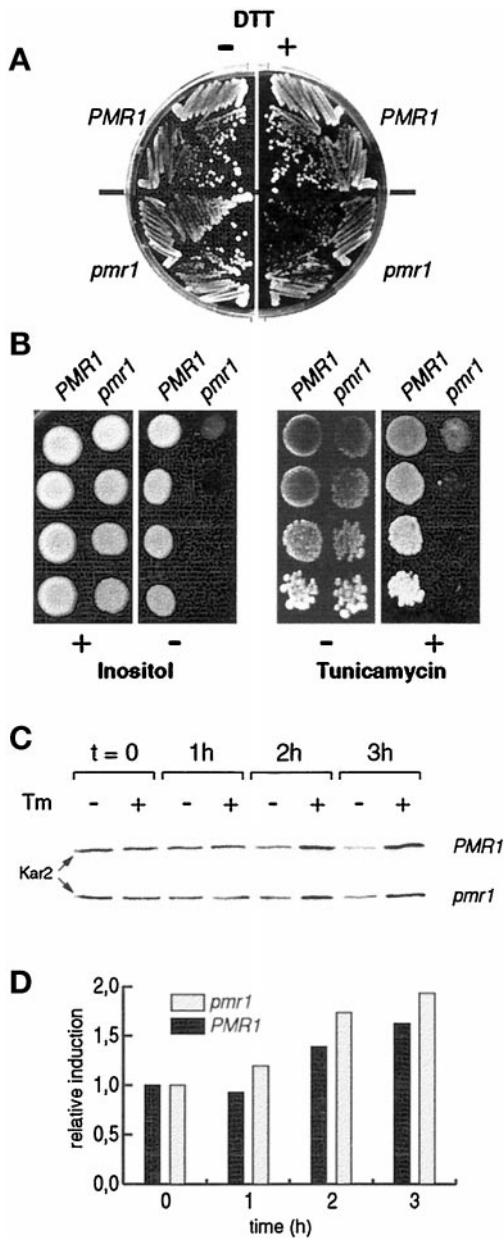 DTT
A - +
PMR1 PMR1
pmr1 pmr1
B
PMR1 pmr1 PMR1 pmr1 PMR1 pmr1 PMR1 pmr1
+ - - +
Inositol Tunicamycin
C
t = 0 1h 2h 3h
Tm - + - + - + - +
PMR1
Kar2
pmr1
D
2,0
pmr1
PMR1
1,5
1,0
0,5
0,0
relative induction
0 1 2 3
time (h)